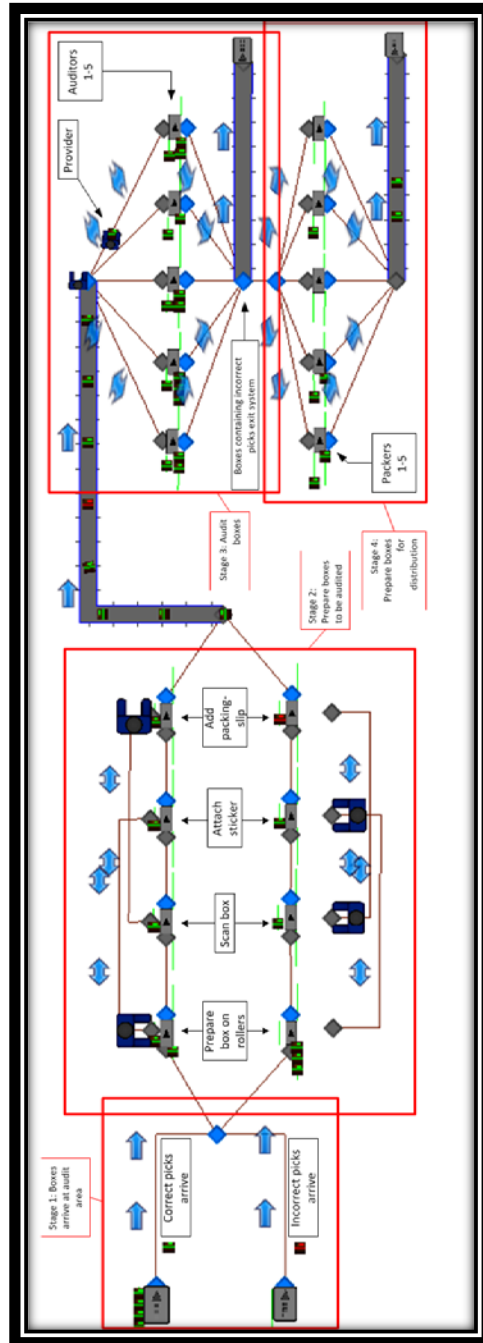 Stage 1: Boxes
arrive at audit
area
Correct picks
arrive
Incorrect picks
arrive
Prepare box on
rollers
Scan box
Attach
sticker
Add
packing-
slip
Stage 2:
Prepare boxes
to be audited
Stage 3: Audit
boxes
Stage 4:
Prepare boxes
for
distribution
Provider
Auditors
1-5
Boxes containing incorrect
picks exit system
Packers
1-5